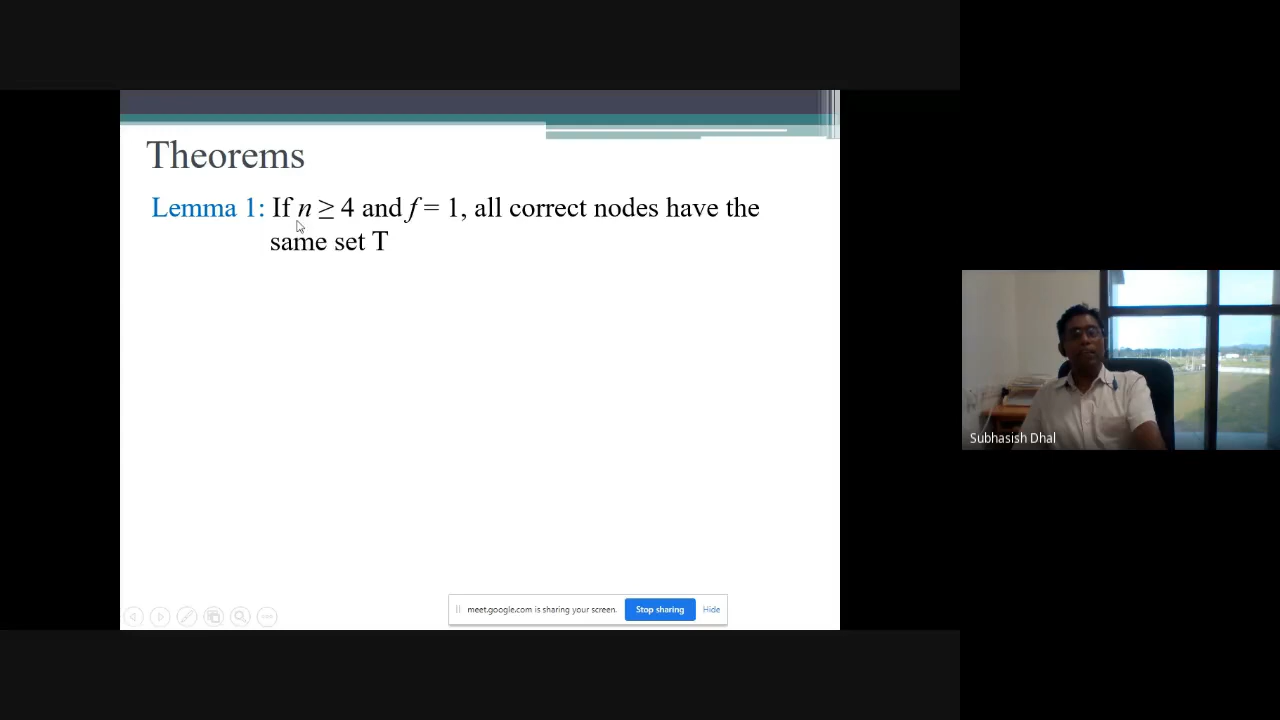 Theorems
Lemma 1: If n ≥ 4 and f = 1, all correct nodes have the
same set T
Subhasish Dhal
meet.google.com is sharing your screen. Stop sharing Hide